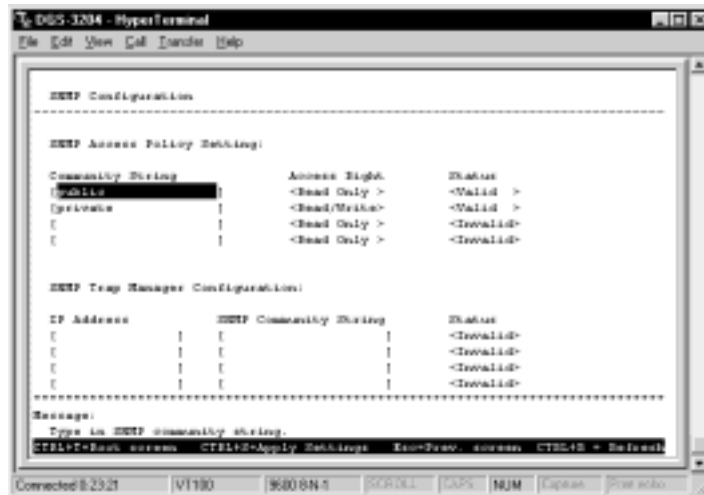 DGS-3204 - HyperTerminal
File Edit View Call Transfer Help
SNMP Configuration
SNMP Access Policy Setting:
Community String Access Right Status
[public ] <Read Only > <Valid >
[private ] <Read/Write> <Valid >
[ ] <Read Only > <Invalid>
[ ] <Read Only > <Invalid>
SNMP Trap Manager Configuration:
IP Address SNMP Community String Status
[ ] [ ] <Invalid>
[ ] [ ] <Invalid>
[ ] [ ] <Invalid>
[ ] [ ] <Invalid>
Message:
Type in SNMP community string.
CTRL+T=Root screen CTRL+S=Apply Settings Esc=Prev. screen CTRL+R = Refresh
Connected 0:23:21 VT100 9600 8-N-1 SCROLL CAPS NUM Capture Print echo